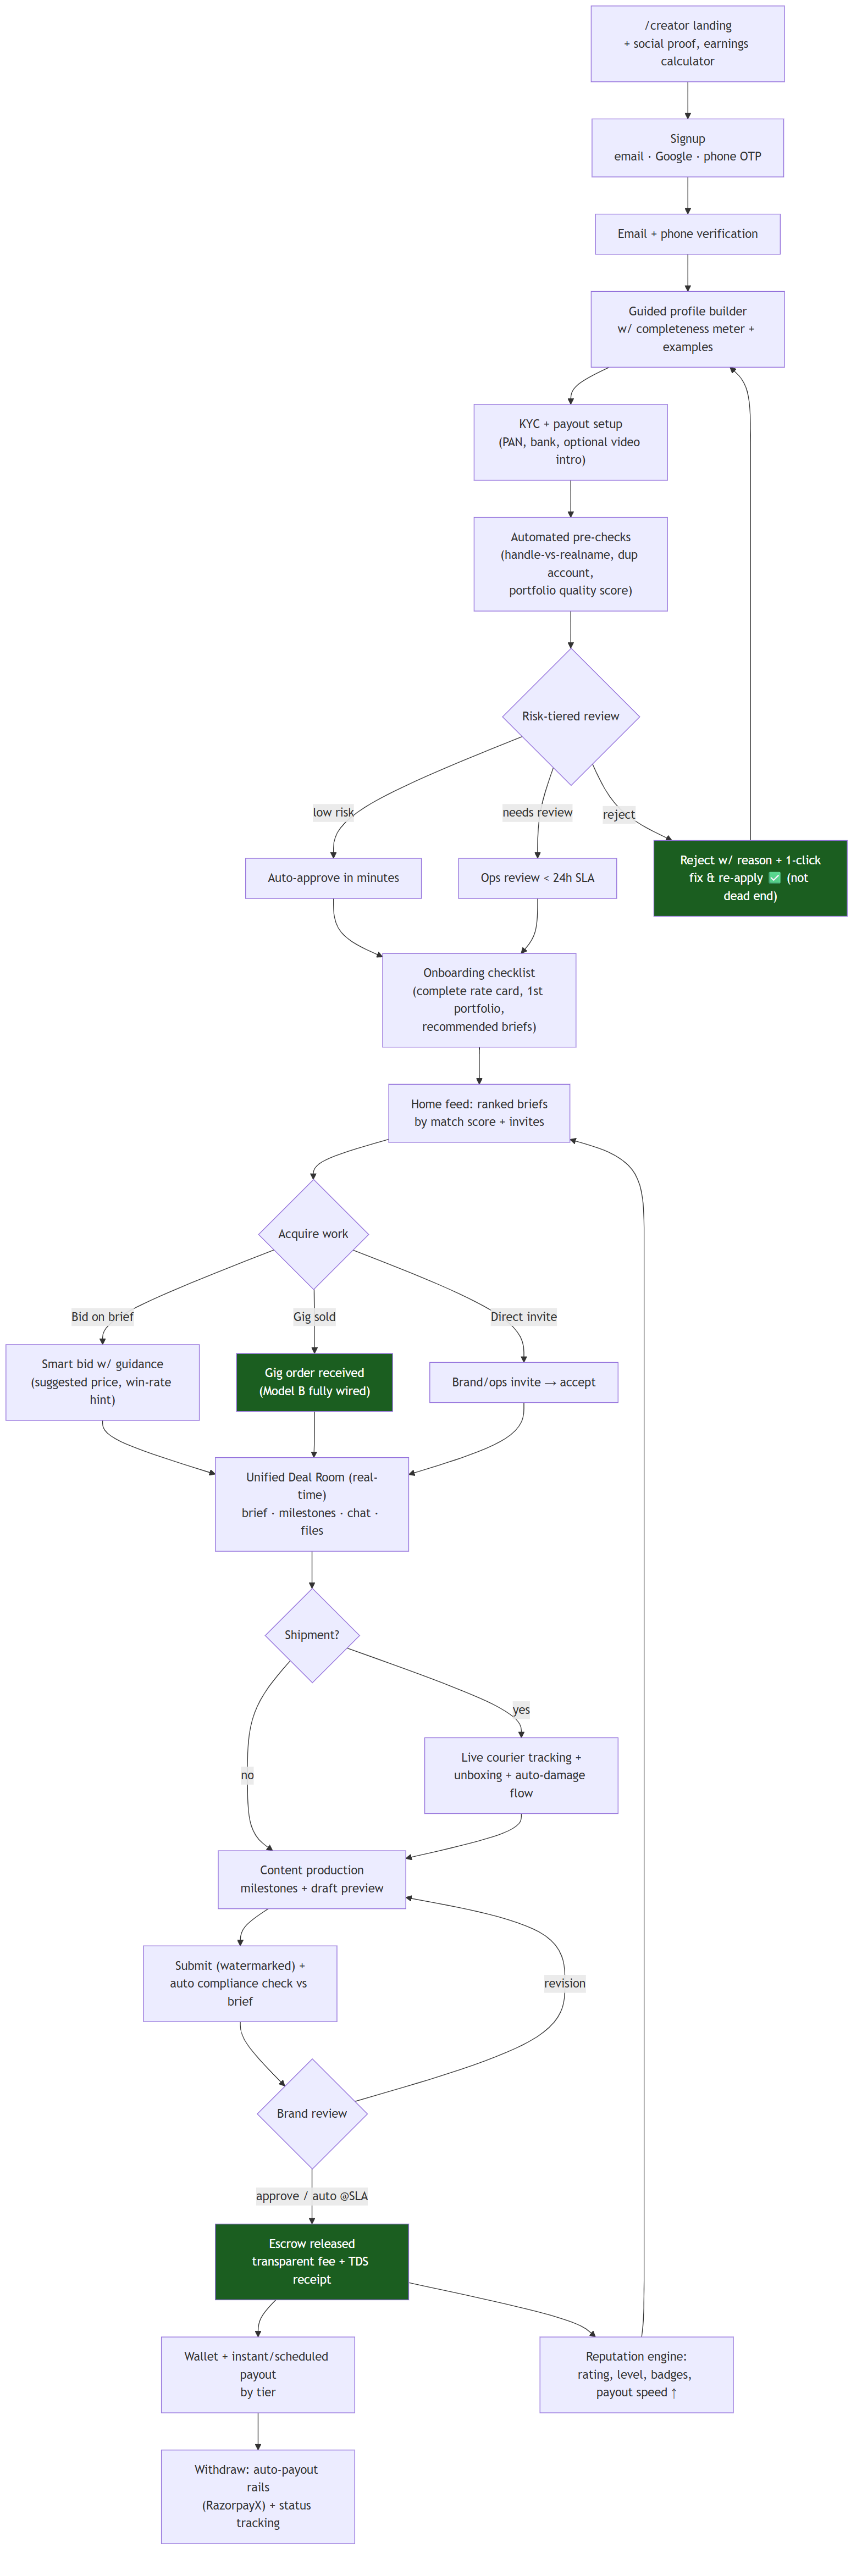 /creator landing
+ social proof, earnings
calculator
Signup
email · Google · phone OTP
Email + phone verification
Guided profile builder
w/ completeness meter +
examples
KYC + payout setup
(PAN, bank, optional video
intro)
Automated pre-checks
(handle-vs-realname, dup
account,
portfolio quality score)
Risk-tiered review
low risk
needs review
reject
Auto-approve in minutes
Ops review < 24h SLA
Reject w/ reason + 1-click
fix & re-apply ✅ (not
dead end)
Onboarding checklist
(complete rate card, 1st
portfolio,
recommended briefs)
Home feed: ranked briefs
by match score + invites
Acquire work
Bid on brief
Gig sold
Direct invite
Smart bid w/ guidance
(suggested price, win-rate
hint)
Gig order received
(Model B fully wired)
Brand/ops invite → accept
Unified Deal Room (real-
time)
brief · milestones · chat ·
files
Shipment?
yes
no
Live courier tracking +
unboxing + auto-damage
flow
Content production
milestones + draft preview
Submit (watermarked) +
auto compliance check vs
brief
revision
Brand review
approve / auto @SLA
Escrow released
transparent fee + TDS
receipt
Wallet + instant/scheduled
payout
by tier
Reputation engine:
rating, level, badges,
payout speed ↑
Withdraw: auto-payout
rails
(RazorpayX) + status
tracking